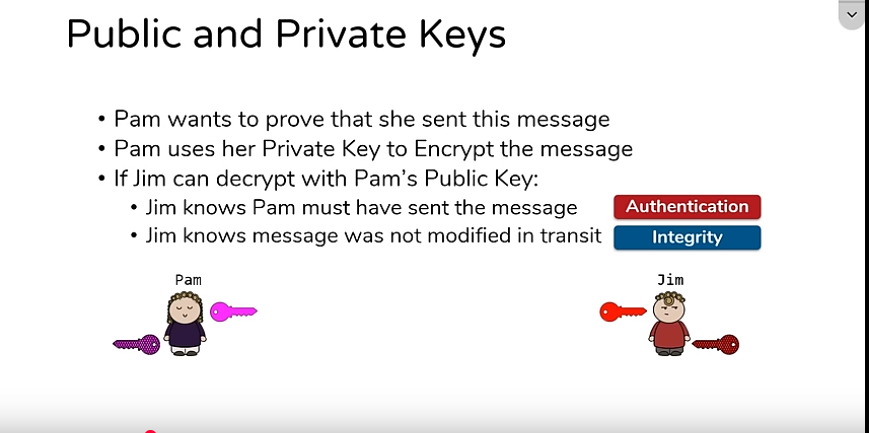 Public and Private Keys
• Pam wants to prove that she sent this message
• Pam uses her Private Key to Encrypt the message
• If Jim can decrypt with Pam's Public Key:
• Jim knows Pam must have sent the message Authentication
• Jim knows message was not modified in transit Integrity
Pam Jim